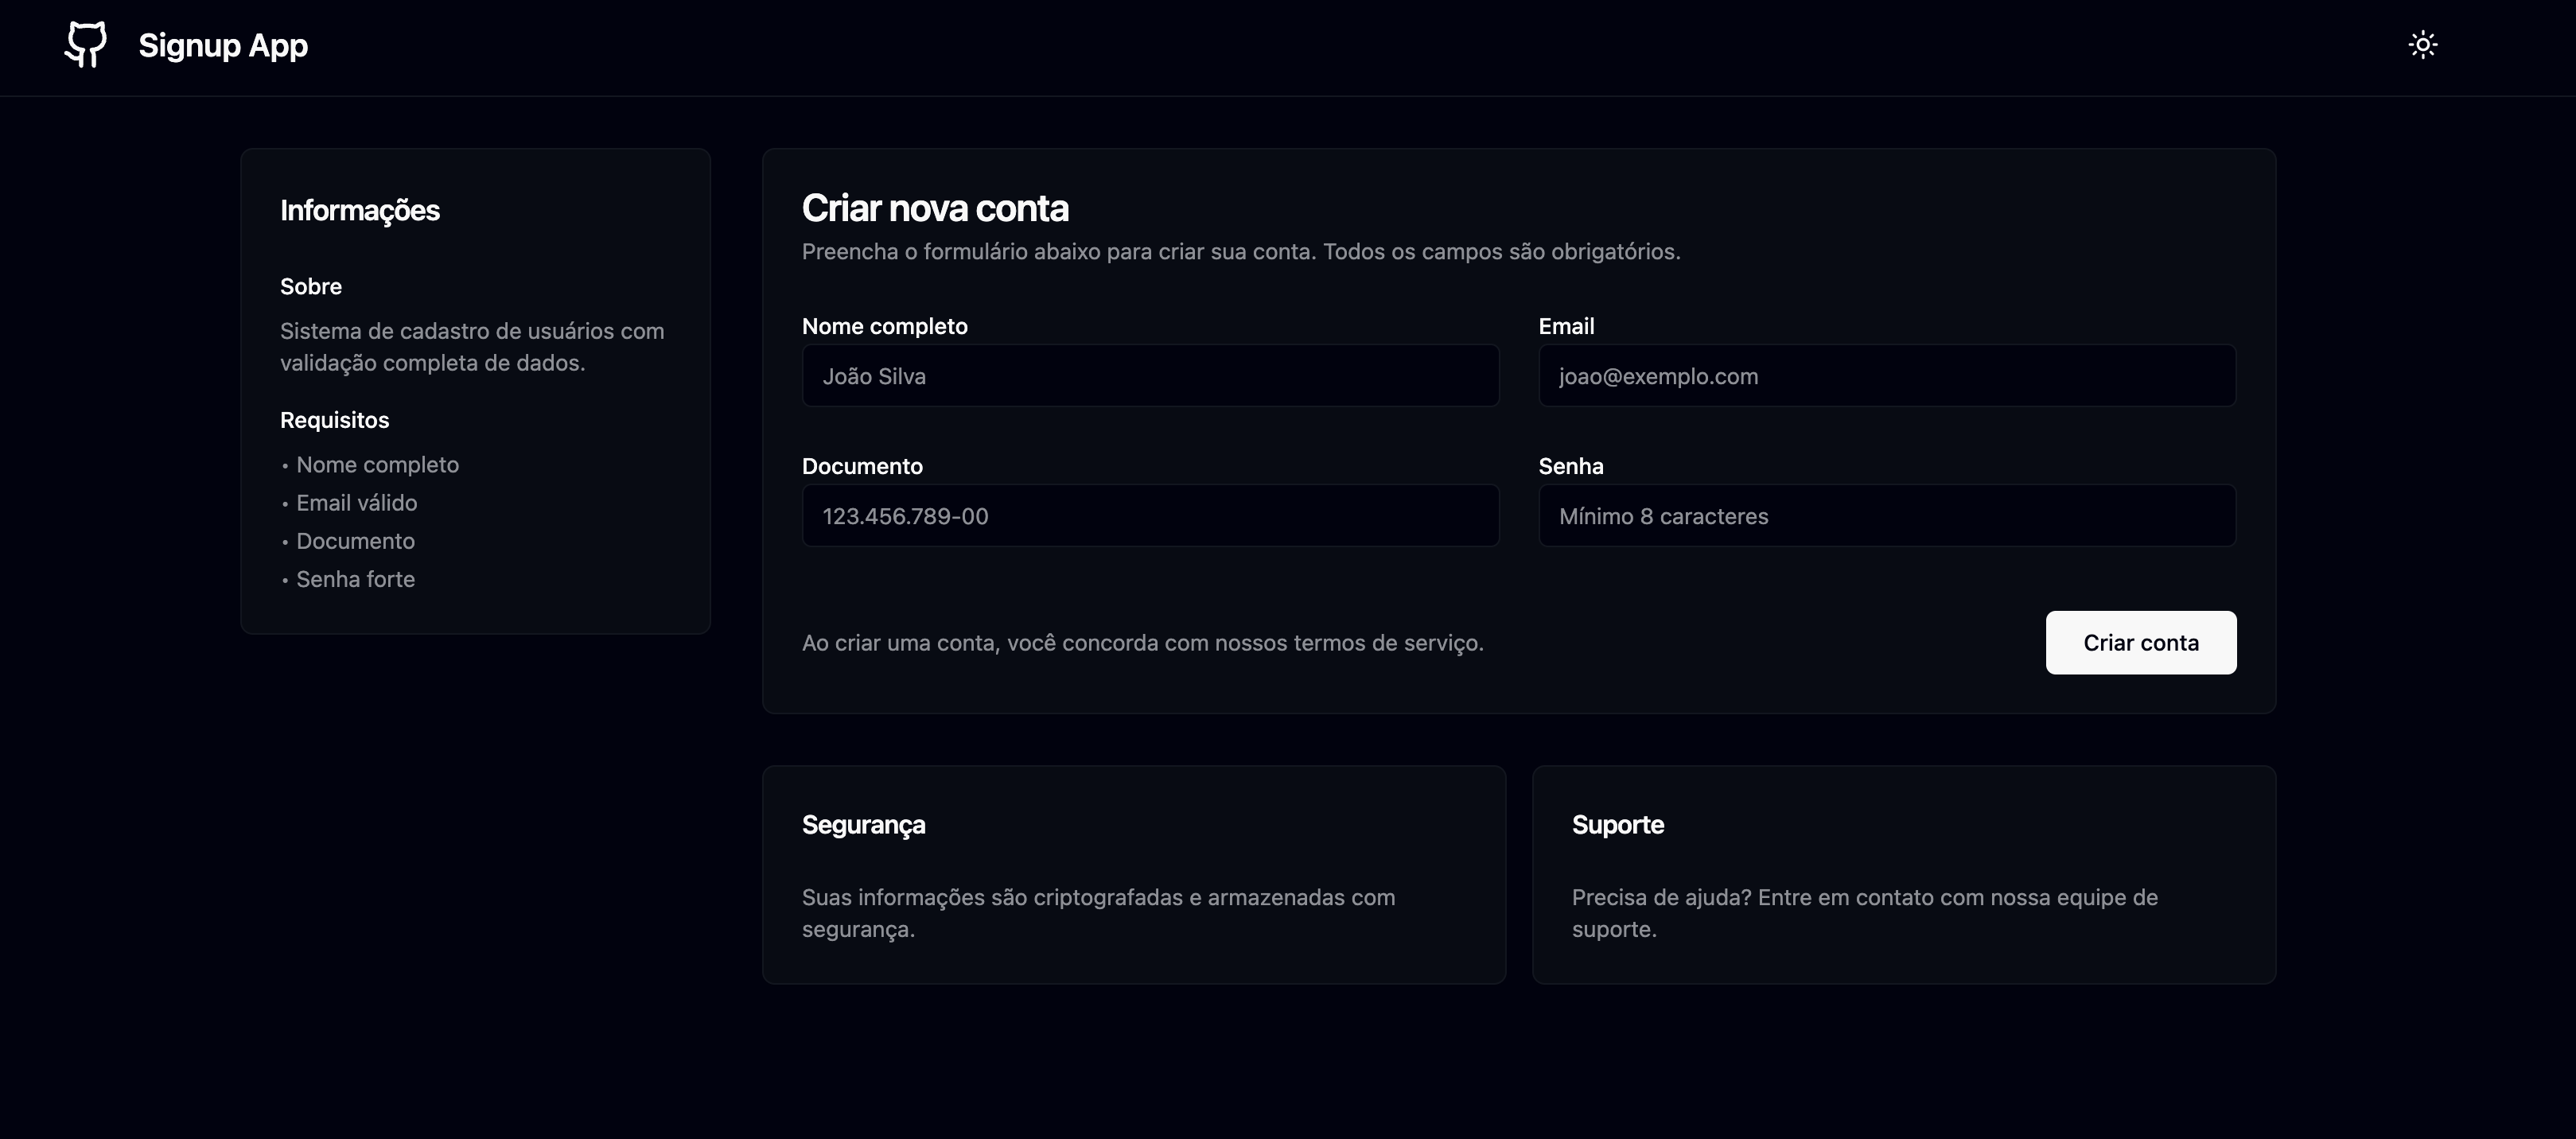 Signup App
Informações
Sobre
Sistema de cadastro de usuários com
validação completa de dados.
Requisitos
• Nome completo
• Email válido
• Documento
• Senha forte
Criar nova conta
Preencha o formulário abaixo para criar sua conta. Todos os campos são obrigatórios.
Nome completo
João Silva
Email
joao@exemplo.com
Documento
123.456.789-00
Senha
Mínimo 8 caracteres
Ao criar uma conta, você concorda com nossos termos de serviço.
Criar conta
Segurança
Suas informações são criptografadas e armazenadas com
segurança.
Suporte
Precisa de ajuda? Entre em contato com nossa equipe de
suporte.